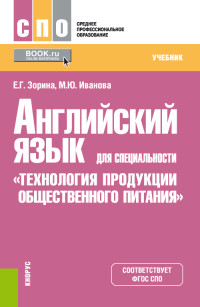 СПО
СРЕДНЕЕ
ПРОФЕССИОНАЛЬНОЕ
ОБРАЗОВАНИЕ
BOOK.ru
УЧЕБНИК
Е.Г. Зорина, М.Ю. Иванова
Английский
язык для специальности
«Технология продукции
общественного питания»
СООТВЕТСТВУЕТ
ФГОС СПО
КНОРУС